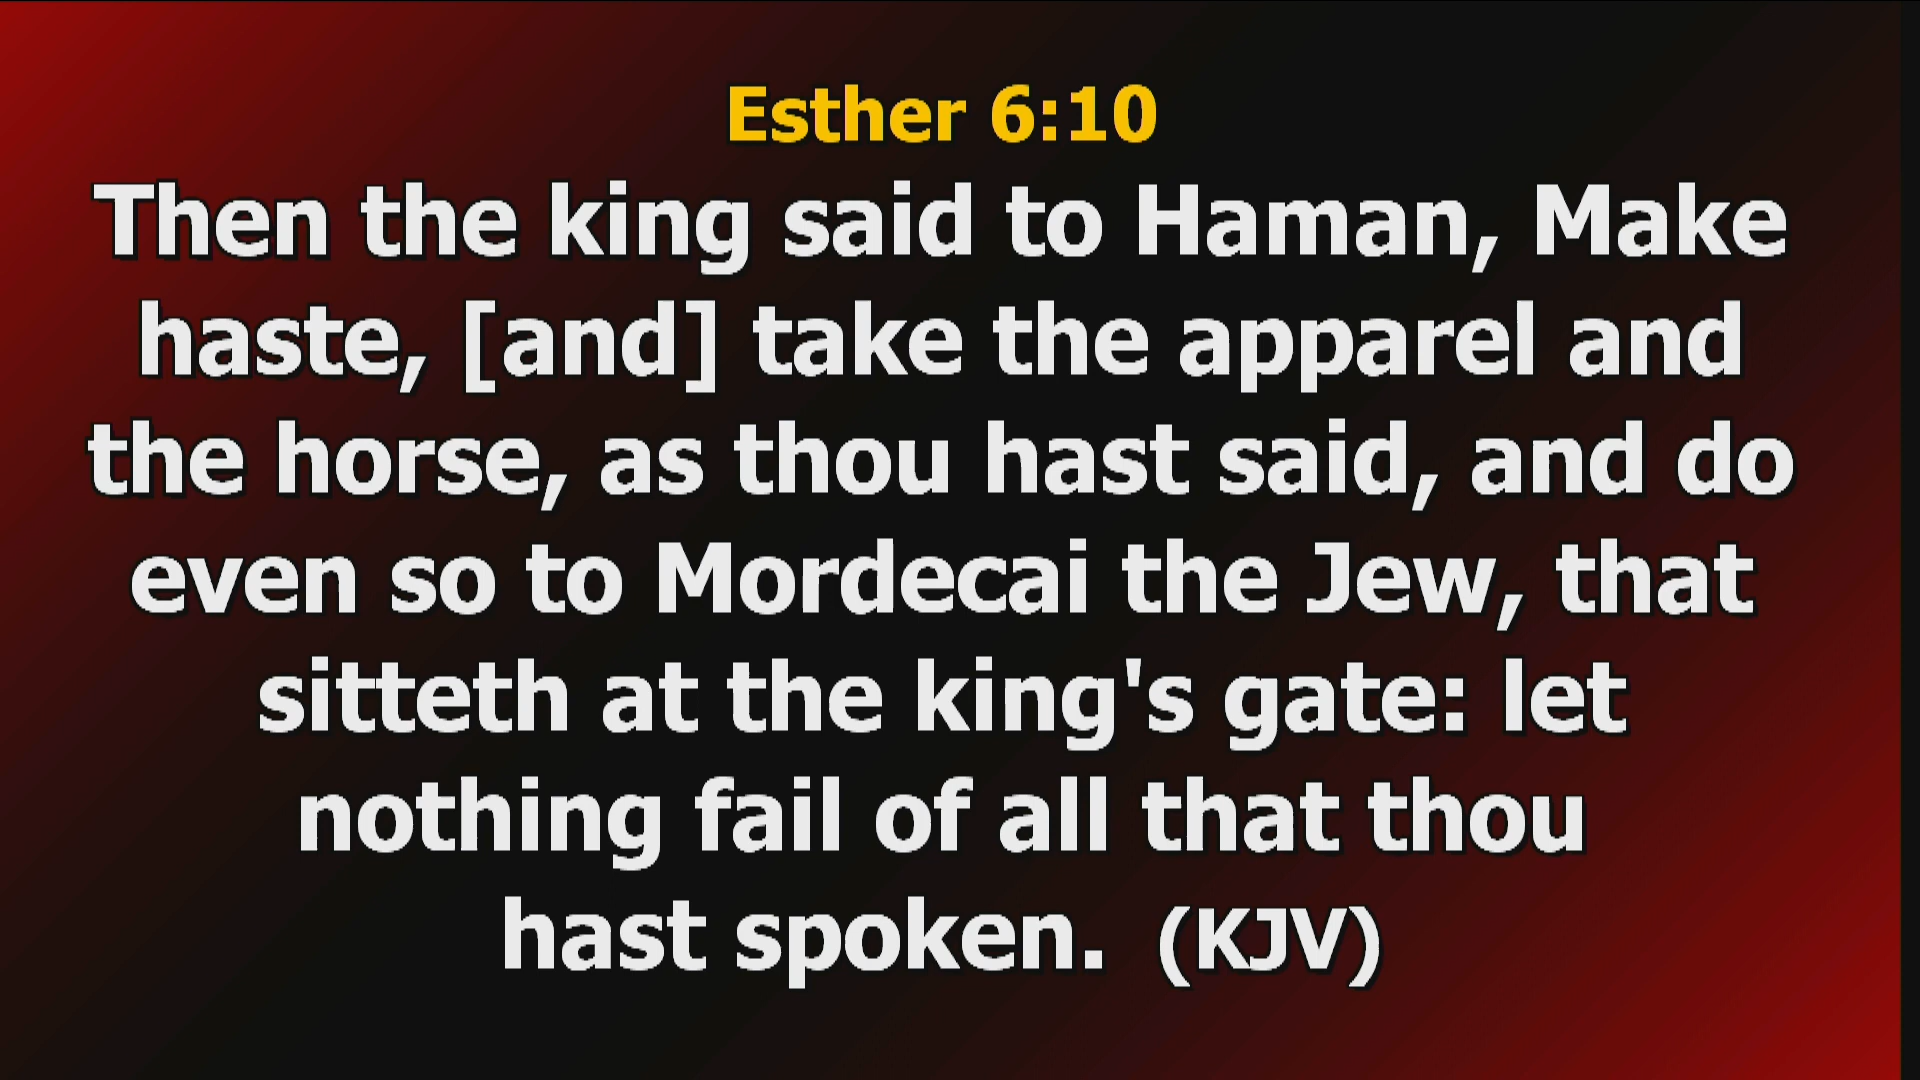 Esther 6:10
Then the king said to Haman, Make
haste, [and] take the apparel and
the horse, as thou hast said, and do
even so to Mordecai the Jew, that
sitteth at the king's gate: let
nothing fail of all that thou
hast spoken. (KJV)